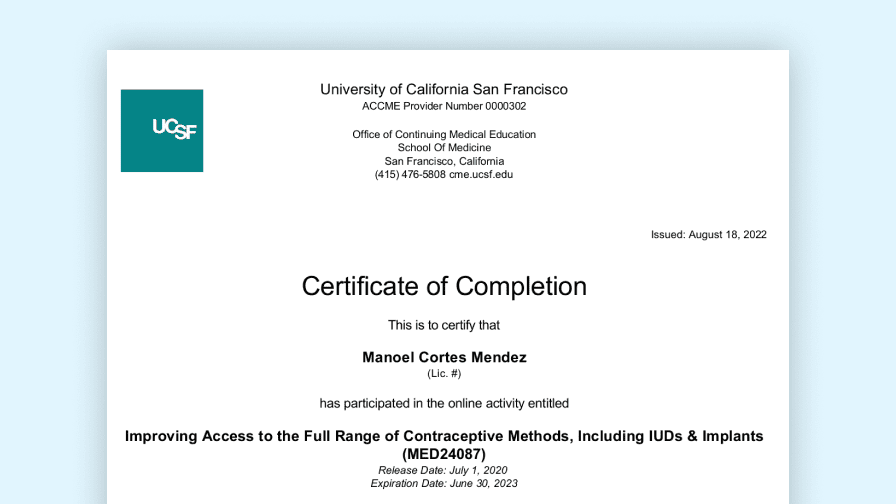 UCSF
University of California San Francisco
ACCME Provider Number 0000302
Office of Continuing Medical Education
School Of Medicine
San Francisco, California
(415) 476-5808 cme.ucsf.edu
Issued: August 18, 2022
Certificate of Completion
This is to certify that
Manoel Cortes Mendez
(Lic. #)
has participated in the online activity entitled
Improving Access to the Full Range of Contraceptive Methods, Including IUDs & Implants
(MED24087)
Release Date: July 1, 2020
Expiration Date: June 30, 2023